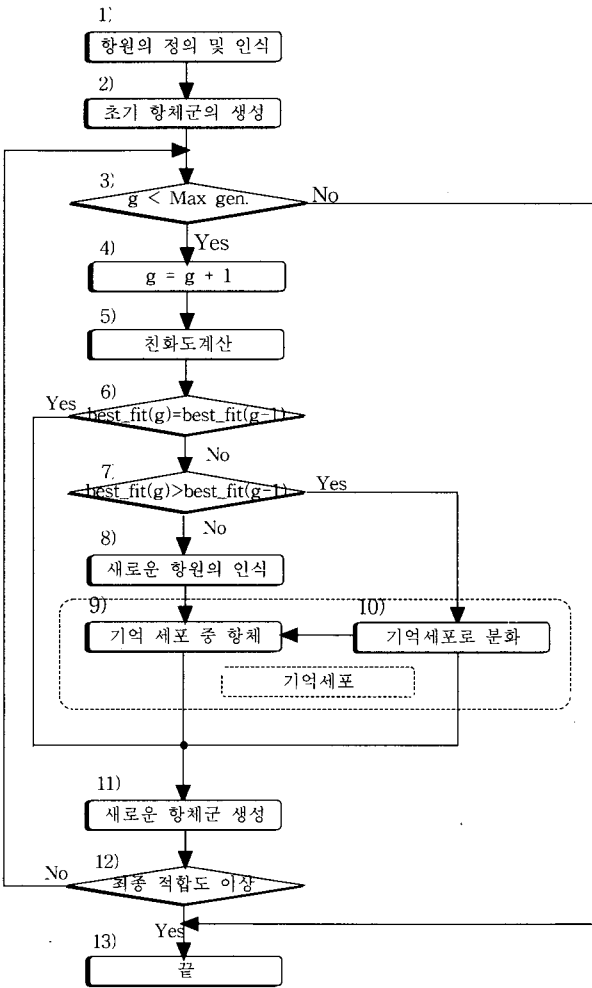 1)
항원의 정의 및 인식
2)
초기 항체군의 생성
3)
g < Max gen.
No
Yes
4)
g = g + 1
5)
친화도계산
6)
Yes
best_fit(g)=best_fit(g-1)
No
7)
best_fit(g)>best_fit(g-1)
Yes
No
8)
새로운 항원의 인식
9)
기억 세포 중 항체
10)
기억세포로 분화
기억세포
11)
새로운 항체군 생성
12)
No
최종 적합도 이상
Yes
13)
끝